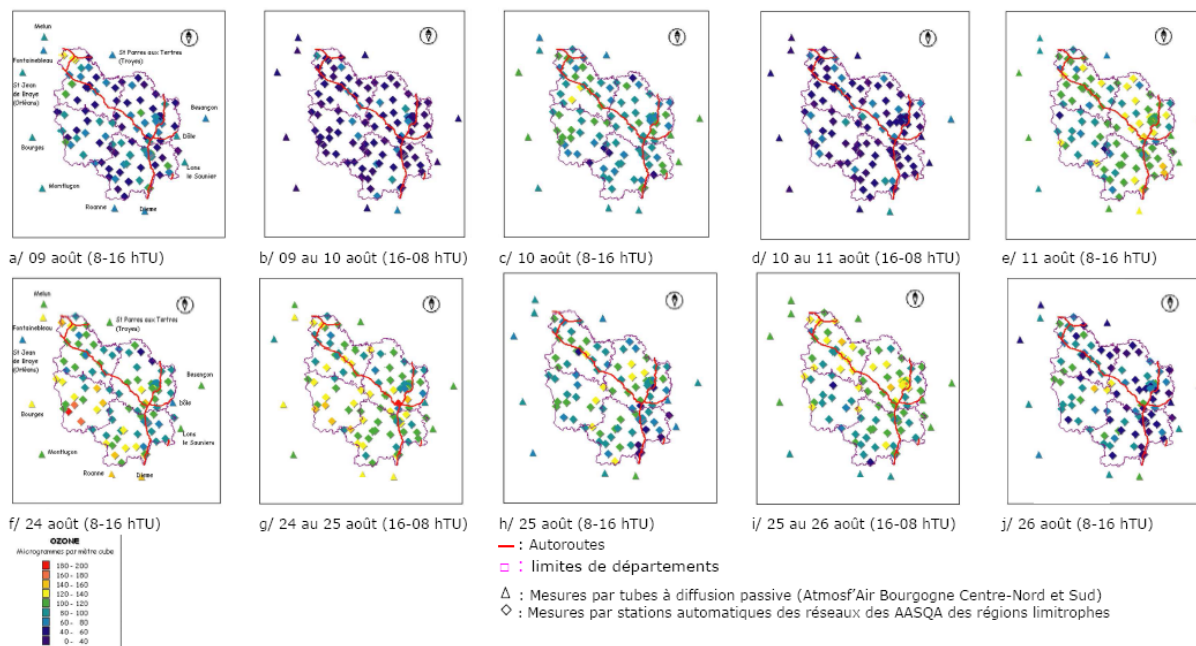 Melun
St Parres aux Tertres
(Troyes)
Fontainebleau
St Jean
de Braye
(Orléans)
Besançon
Dôle
Bourges
Lons
le Saunier
Montluçon
Roanne
Dieme
a/ 09 août (8-16 hTU)
b/ 09 au 10 août (16-08 hTU)
c/ 10 août (8-16 hTU)
d/ 10 au 11 août (16-08 hTU)
e/ 11 août (8-16 hTU)
Melun
St Parres aux Tertres
(Troyes)
Fontainebleau
St Jean
de Braye
(Orléans)
Besançon
Bourges
Dôle
Lons
le Saunier
Montluçon
Roanne
Dieme
f/ 24 août (8-16 hTU)
g/ 24 au 25 août (16-08 hTU)
h/ 25 août (8-16 hTU)
i/ 25 au 26 août (16-08 hTU)
j/ 26 août (8-16 hTU)
OZONE
Microgrammes par mètre cube
180 - 200
160 - 180
140 - 160
120 - 140
100 - 120
80 - 100
60 - 80
40 - 60
0 - 40
: Autoroutes
: limites de départements
: Mesures par tubes à diffusion passive (Atmosf'Air Bourgogne Centre-Nord et Sud)
: Mesures par stations automatiques des réseaux des AASQA des régions limitrophes